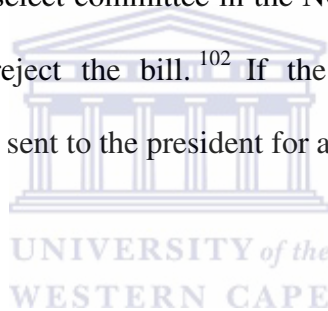 select committee in the N
reject the bill. 102 If the
sent to the president for a
UNIVERSITY of the
WESTERN CAPE